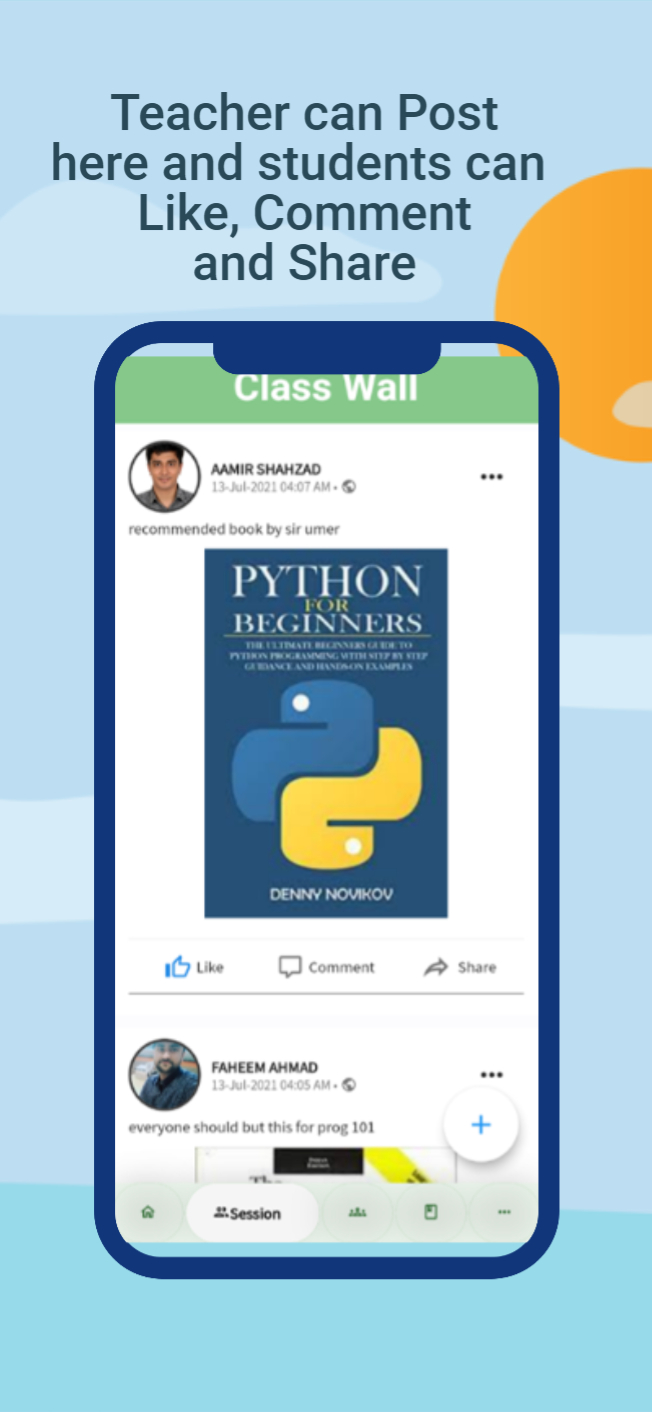 Teacher can Post
here and students can
Like, Comment
and Share
Class Wall
AAMIR SHAHZAD
13-Jul-2021 04:07 AM •
recommended book by sir umer
PYTHON
FOR
BEGINNERS
THE ULTIMATE BEGINNERS GUIDE TO
PYTHON PROGRAMMING WITH STEP BY STEP
GUIDANCE AND HANDS-ON EXAMPLES
DENNY NOVIKOV
Like Comment Share
FAHEEM AHMAD
13-Jul-2021 04:05 AM •
everyone should but this for prog 101
The
Session